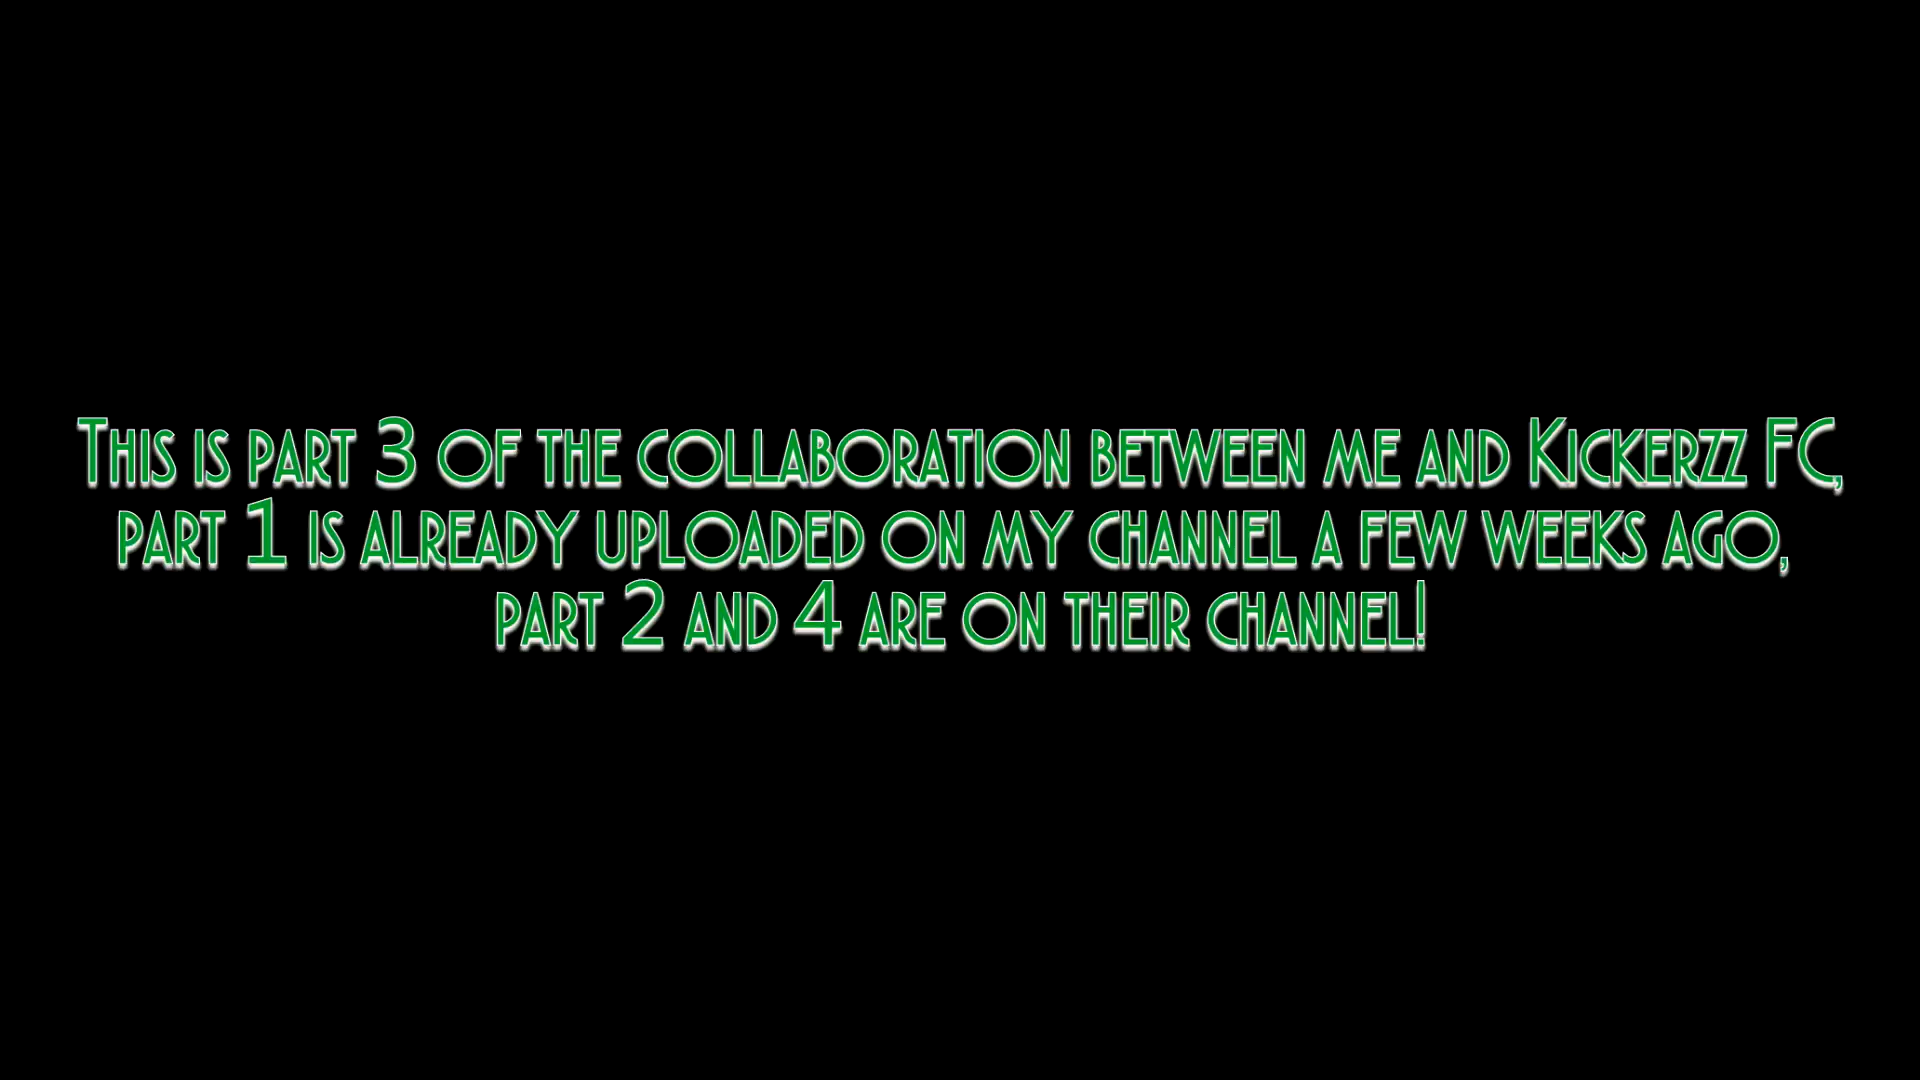 This is part 3 of the collaboration between me and Kickerzz FC,
part 1 is already uploaded on my channel a few weeks ago,
part 2 and 4 are on their channel!